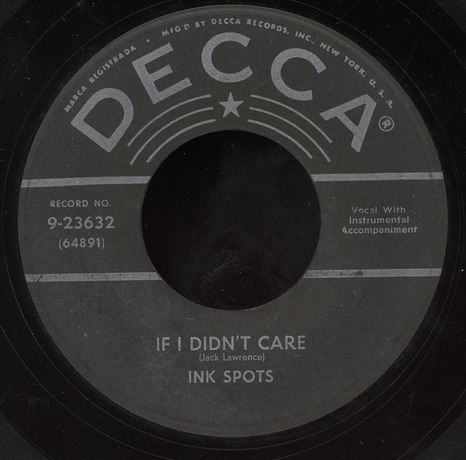 MARCA REGISTRADA • MFG'D BY DECCA RECORDS, INC., NEW YORK, U. S. A.
DECCA®
RECORD NO.
9-23632
(64891)
Vocal With
Instrumental
Accompaniment
IF I DIDN'T CARE
(Jack Lawrence)
INK SPOTS